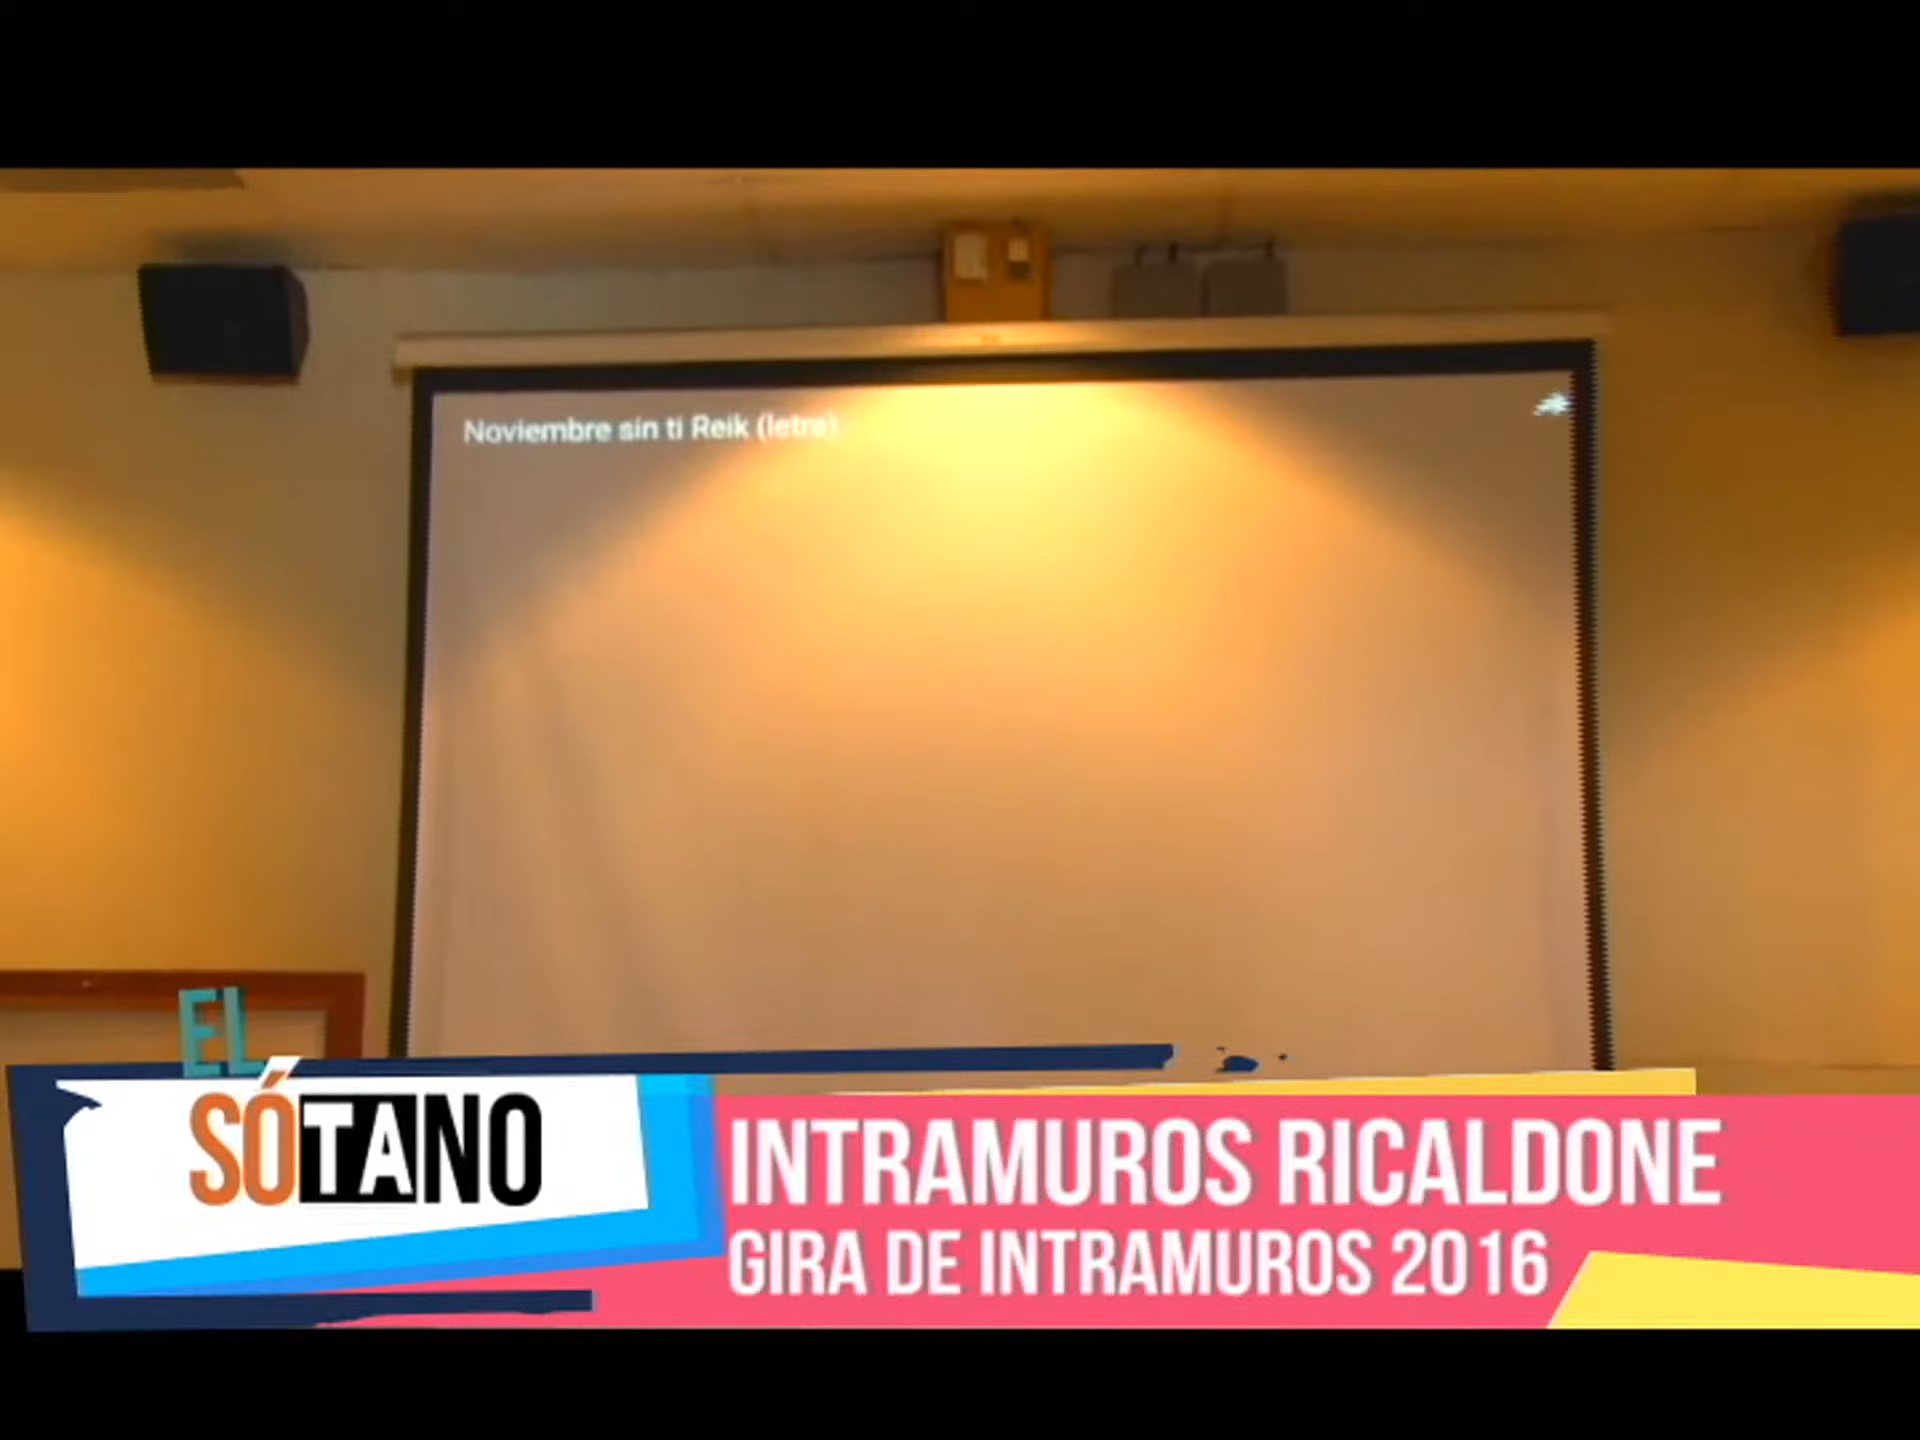 Noviembre sin ti Reik (letra)
EL
SÓTANO
INTRAMUROS RICALDONE
GIRA DE INTRAMUROS 2016